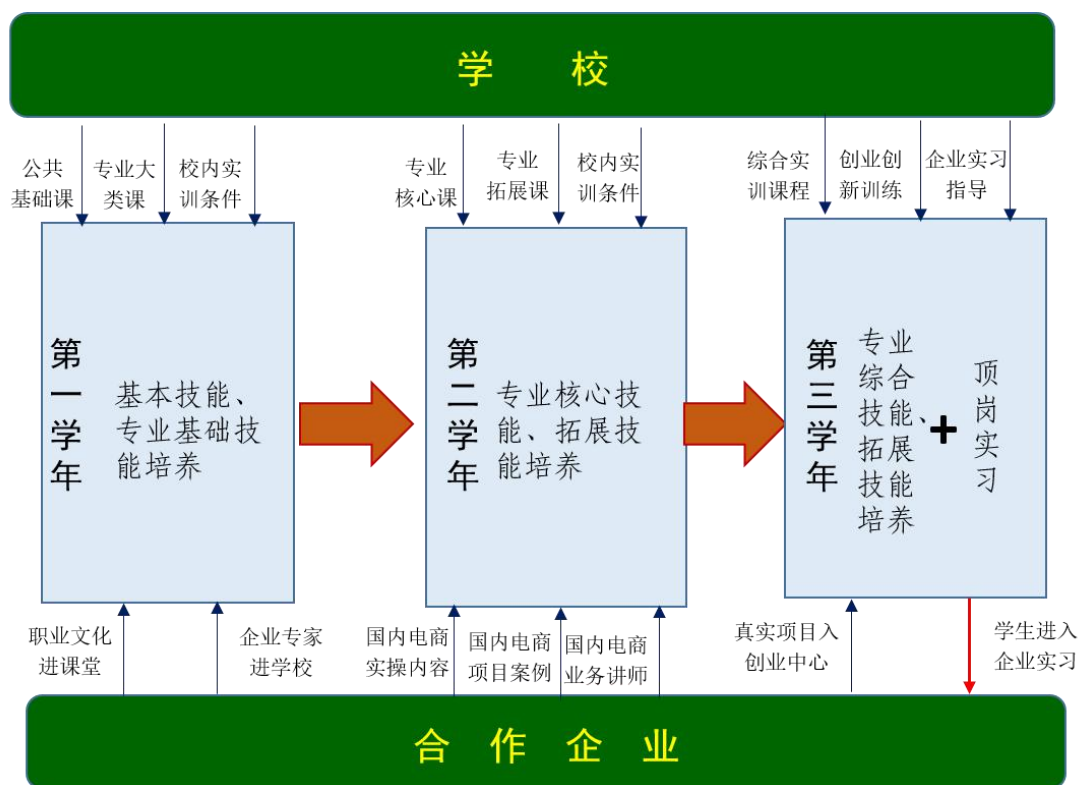 学 校
公共
基础课
专业大
类课
校内实
训条件
专业
核心课
专业
拓展课
校内实
训条件
综合实
训课程
创业创
新训练
企业实习
指导
第一学年
基本技能、
专业基础技
能培养
第二学年
专业核心技
能、拓展技
能培养
第三学年
专业
综合
技能、
拓展
技能
培养
+
顶岗实习
职业文化
进课堂
企业专家
进学校
国内电商
实操内容
国内电商
项目案例
国内电商
业务讲师
真实项目入
创业中心
学生进入
企业实习
合 作 企 业